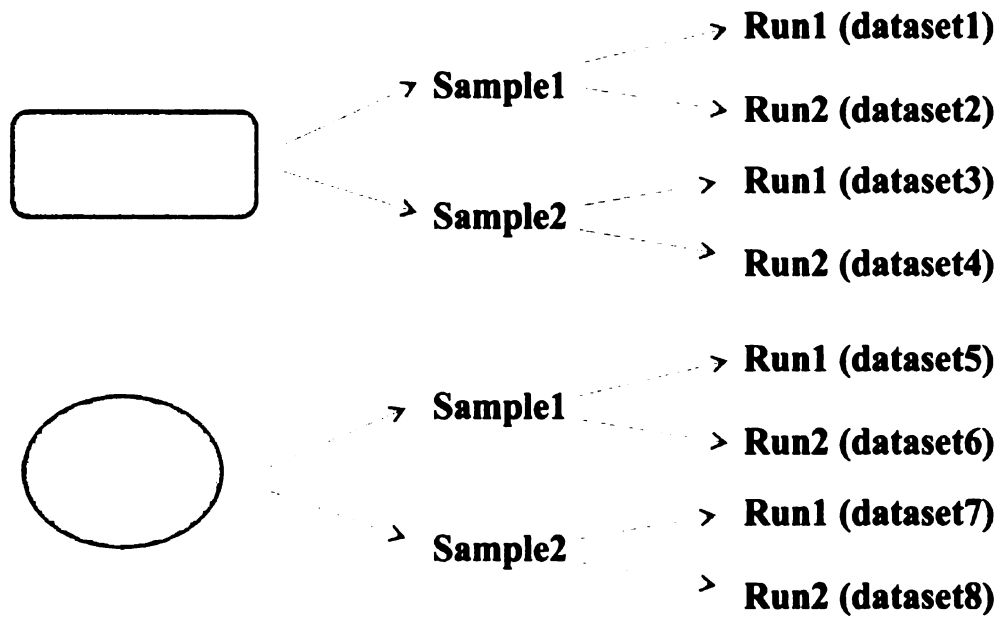 Run1 (dataset1)
Sample1
Run2 (dataset2)
Run1 (dataset3)
Sample2
Run2 (dataset4)
Run1 (dataset5)
Sample1
Run2 (dataset6)
Run1 (dataset7)
Sample2
Run2 (dataset8)